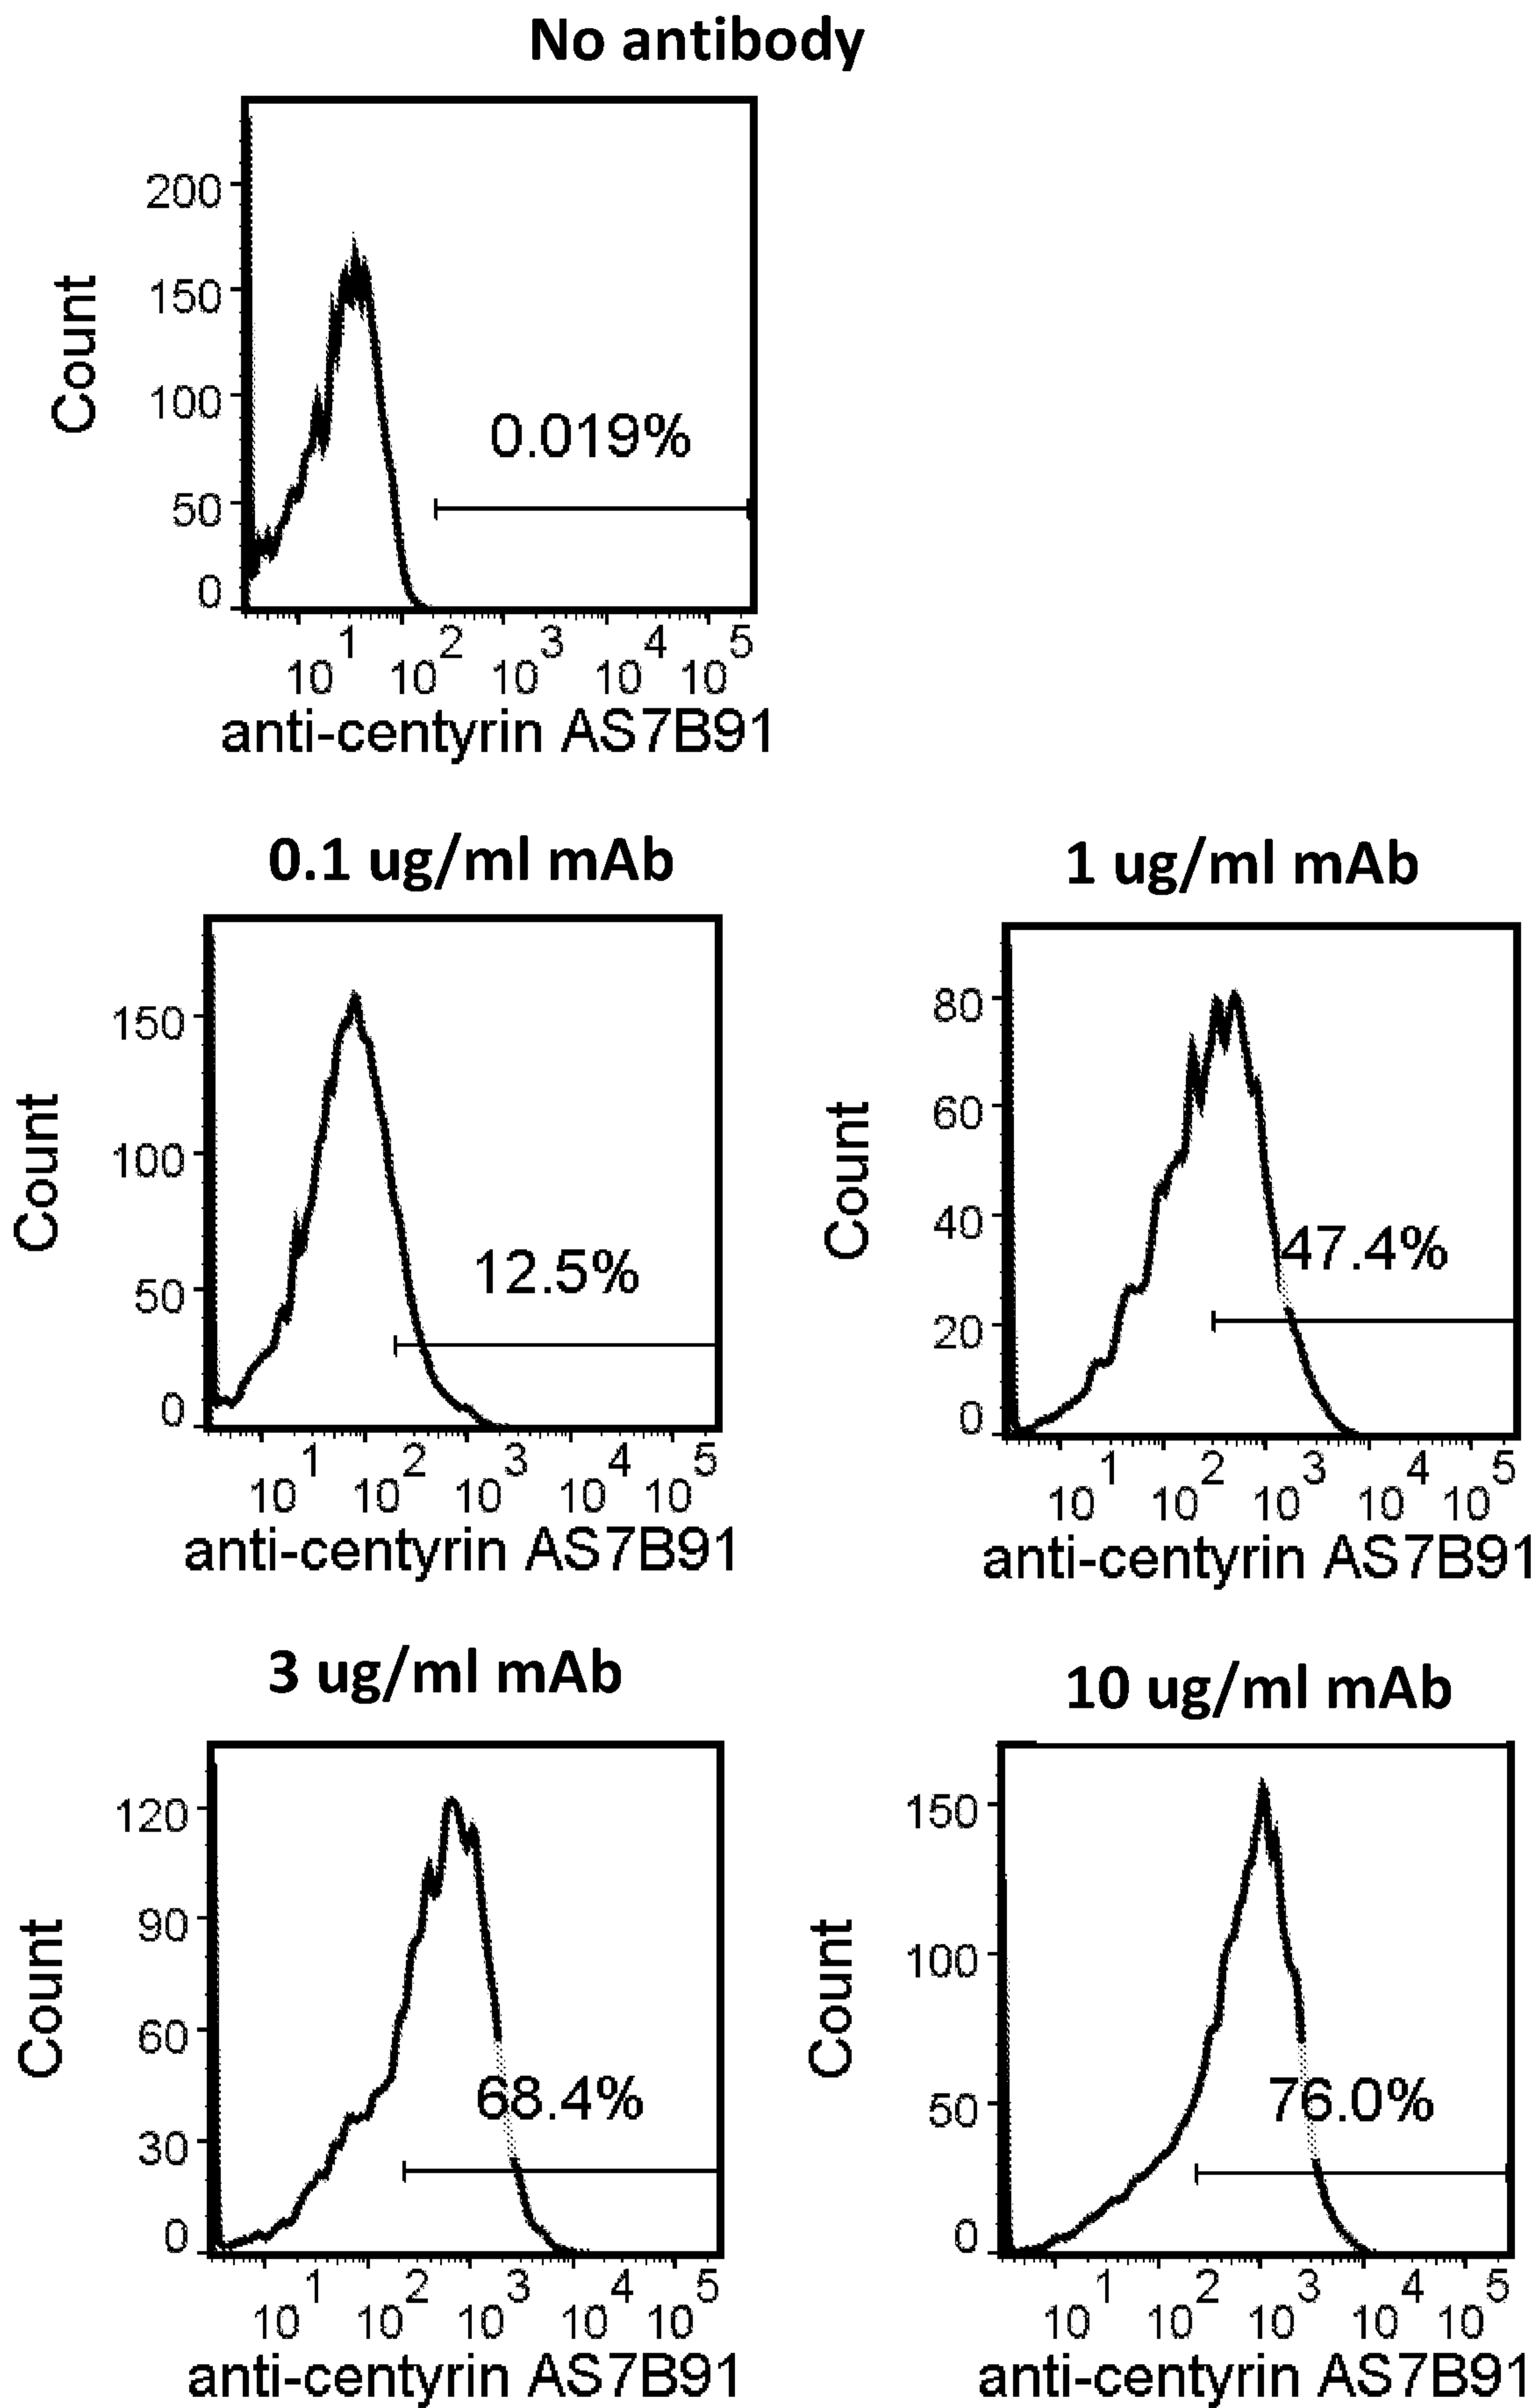 No antibody
200
150
100
50
0
Count
0.019%
10^1 10^2 10^3 10^4 10^5
anti-centyrin AS7B91
0.1 ug/ml mAb
150
100
50
0
Count
12.5%
10^1 10^2 10^3 10^4 10^5
anti-centyrin AS7B91
1 ug/ml mAb
80
60
40
20
0
Count
47.4%
10^1 10^2 10^3 10^4 10^5
anti-centyrin AS7B91
3 ug/ml mAb
120
90
60
30
0
Count
68.4%
10^1 10^2 10^3 10^4 10^5
anti-centyrin AS7B91
10 ug/ml mAb
150
100
50
0
Count
76.0%
10^1 10^2 10^3 10^4 10^5
anti-centyrin AS7B91